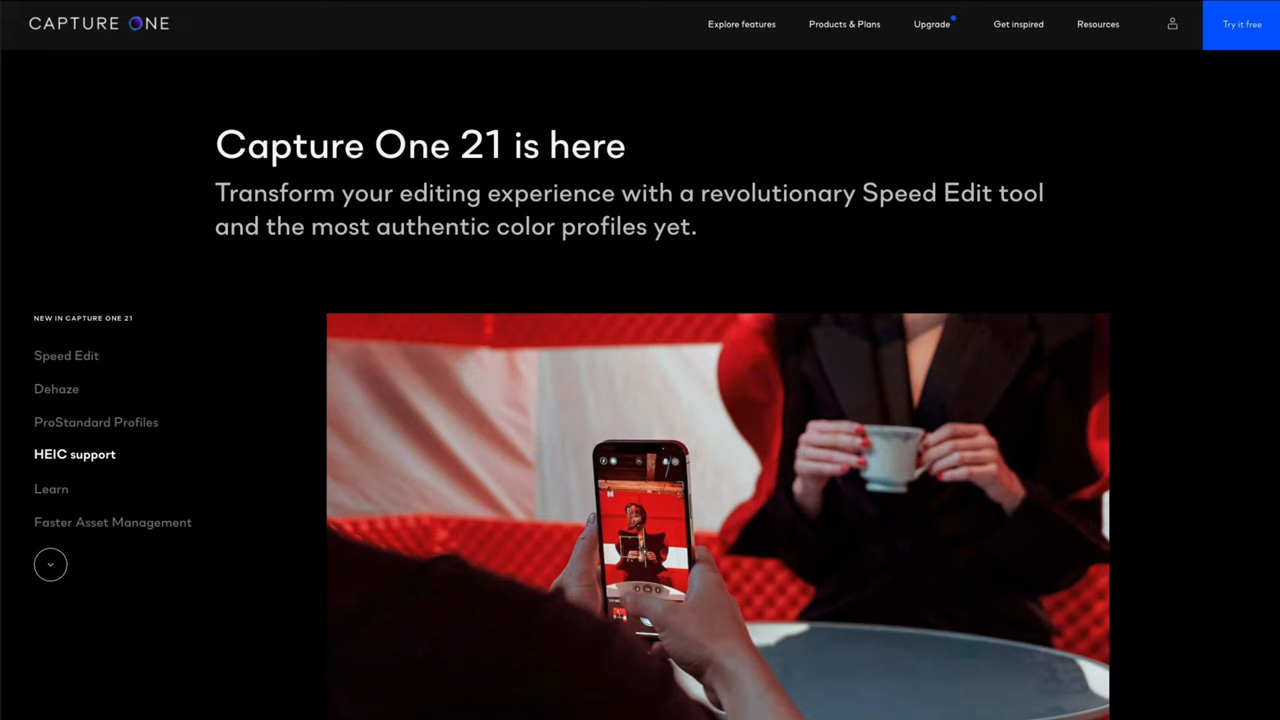 CAPTURE ONE
Explore features
Products & Plans
Upgrade
Get inspired
Resources
Try it free
Capture One 21 is here
Transform your editing experience with a revolutionary Speed Edit tool
and the most authentic color profiles yet.
NEW IN CAPTURE ONE 21
Speed Edit
Dehaze
ProStandard Profiles
HEIC support
Learn
Faster Asset Management